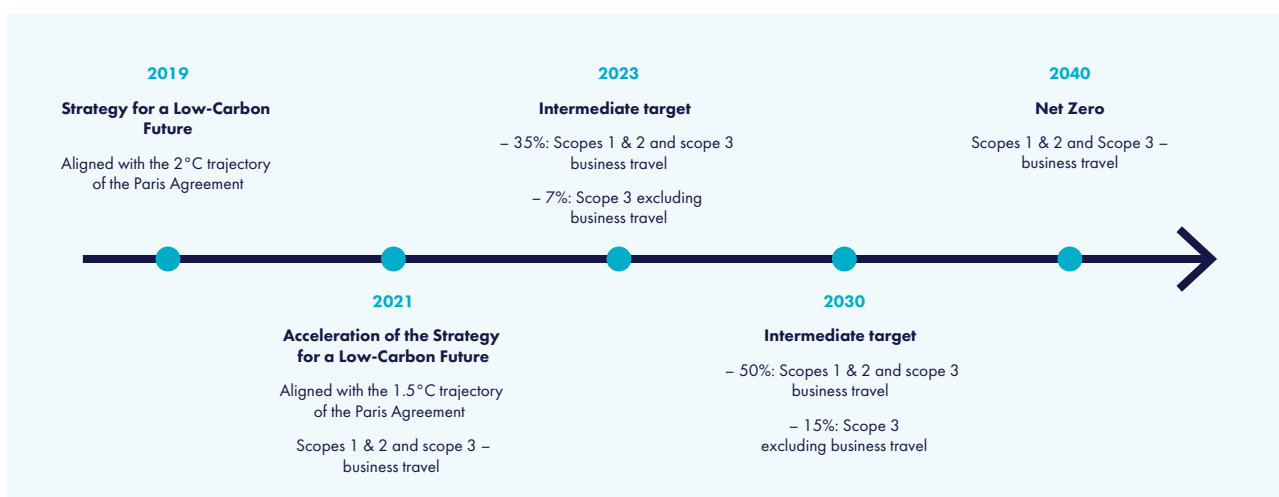 2019
Strategy for a Low-Carbon
Future
Aligned with the 2°C trajectory
of the Paris Agreement
2021
Acceleration of the Strategy
for a Low-Carbon Future
Aligned with the 1.5°C trajectory
of the Paris Agreement
Scopes 1 & 2 and scope 3 –
business travel
2023
Intermediate target
– 35%: Scopes 1 & 2 and scope 3
business travel
– 7%: Scope 3 excluding
business travel
2030
Intermediate target
– 50%: Scopes 1 & 2 and scope 3
business travel
– 15%: Scope 3
excluding business travel
2040
Net Zero
Scopes 1 & 2 and Scope 3 –
business travel